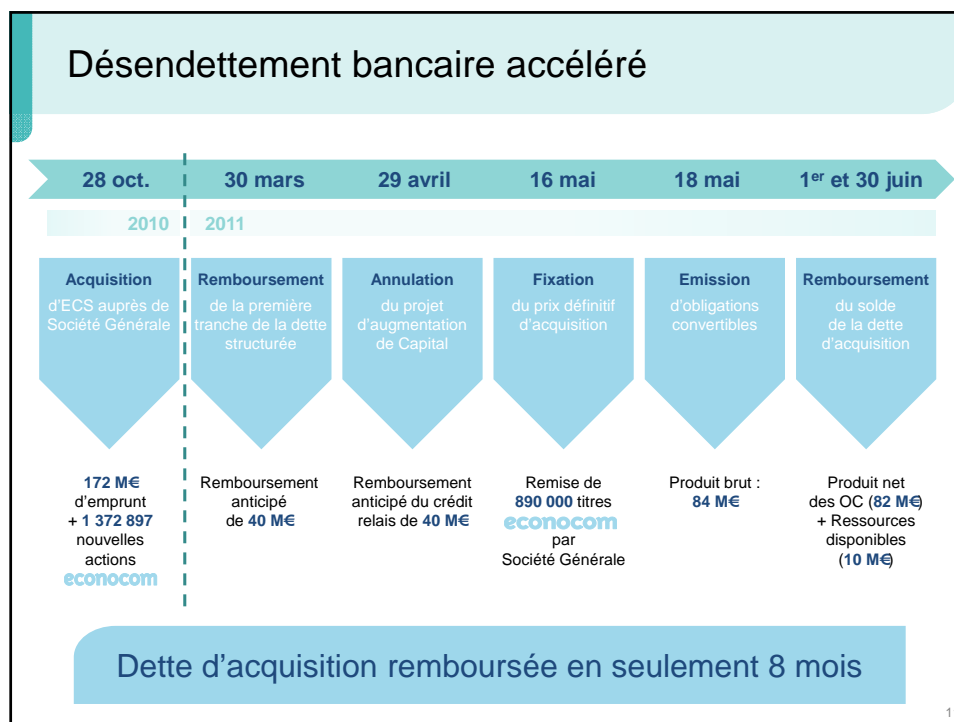 Désendettement bancaire accéléré
28 oct.
30 mars
29 avril
16 mai
18 mai
1er et 30 juin
2010
2011
Acquisition
d'ECS auprès de
Société Générale
Remboursement
de la première
tranche de la dette
structurée
Annulation
du projet
d'augmentation
de Capital
Fixation
du prix définitif
d'acquisition
Emission
d'obligations
convertibles
Remboursement
du solde
de la dette
d'acquisition
172 M€
d'emprunt
+ 1 372 897
nouvelles
actions
econocom
Remboursement
anticipé
de 40 M€
Remboursement
anticipé du crédit
relais de 40 M€
Remise de
890 000 titres
econocom
par
Société Générale
Produit brut :
84 M€
Produit net
des OC (82 M€)
+ Ressources
disponibles
(10 M€)
Dette d'acquisition remboursée en seulement 8 mois
1